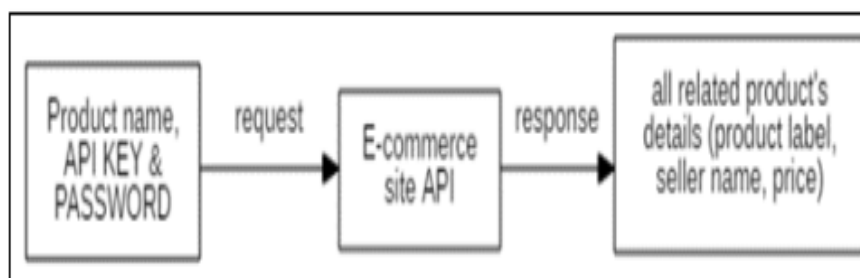 Product name,
API KEY &
PASSWORD
request
E-commerce
site API
response
all related product's
details (product label,
seller name, price)